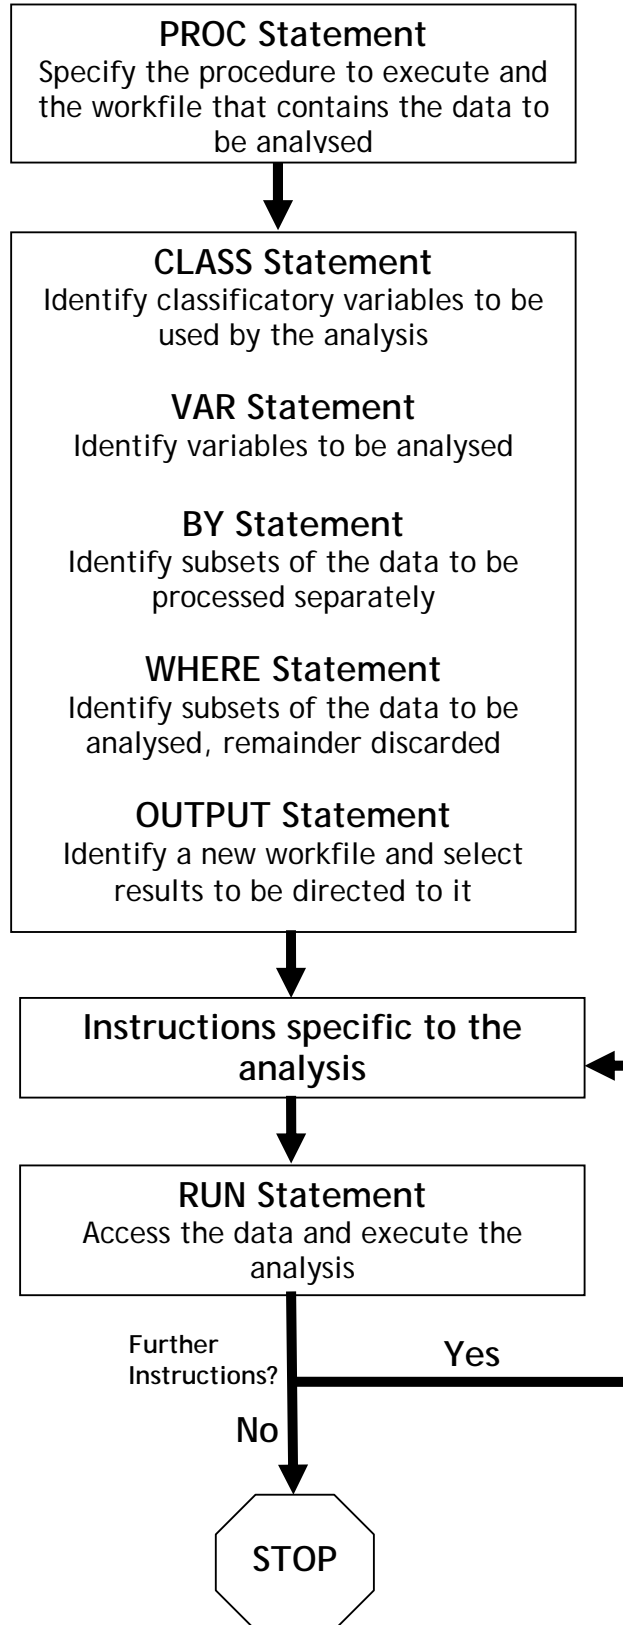 PROC Statement
Specify the procedure to execute and
the workfile that contains the data to
be analysed
CLASS Statement
Identify classificatory variables to be
used by the analysis
VAR Statement
Identify variables to be analysed
BY Statement
Identify subsets of the data to be
processed separately
WHERE Statement
Identify subsets of the data to be
analysed, remainder discarded
OUTPUT Statement
Identify a new workfile and select
results to be directed to it
Instructions specific to the
analysis
RUN Statement
Access the data and execute the
analysis
Further
Instructions?
Yes
No
STOP